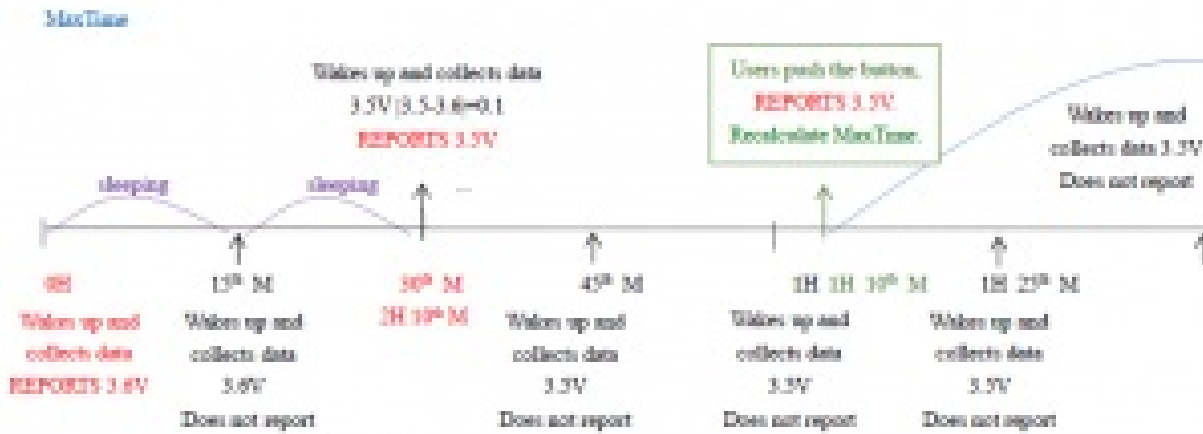 MaxTime
Wakes up and collects data
3.5V |3.5-3.6|=0.1
REPORTS 3.5V
Users push the button,
REPORTS 3.5V
Recalculate MaxTime.
Wakes up and
collects data 3.5V
Does not report
sleeping
sleeping
0H
15th M
30th M
45th M
1H
1H 10th M
1H 25th M
2H 10th M
Wakes up and
collects data
REPORTS 3.6V
Wakes up and
collects data
3.6V
Does not report
Wakes up and
collects data
3.5V
Does not report
Wakes up and
collects data
3.5V
Does not report
Wakes up and
collects data
3.5V
Does not report